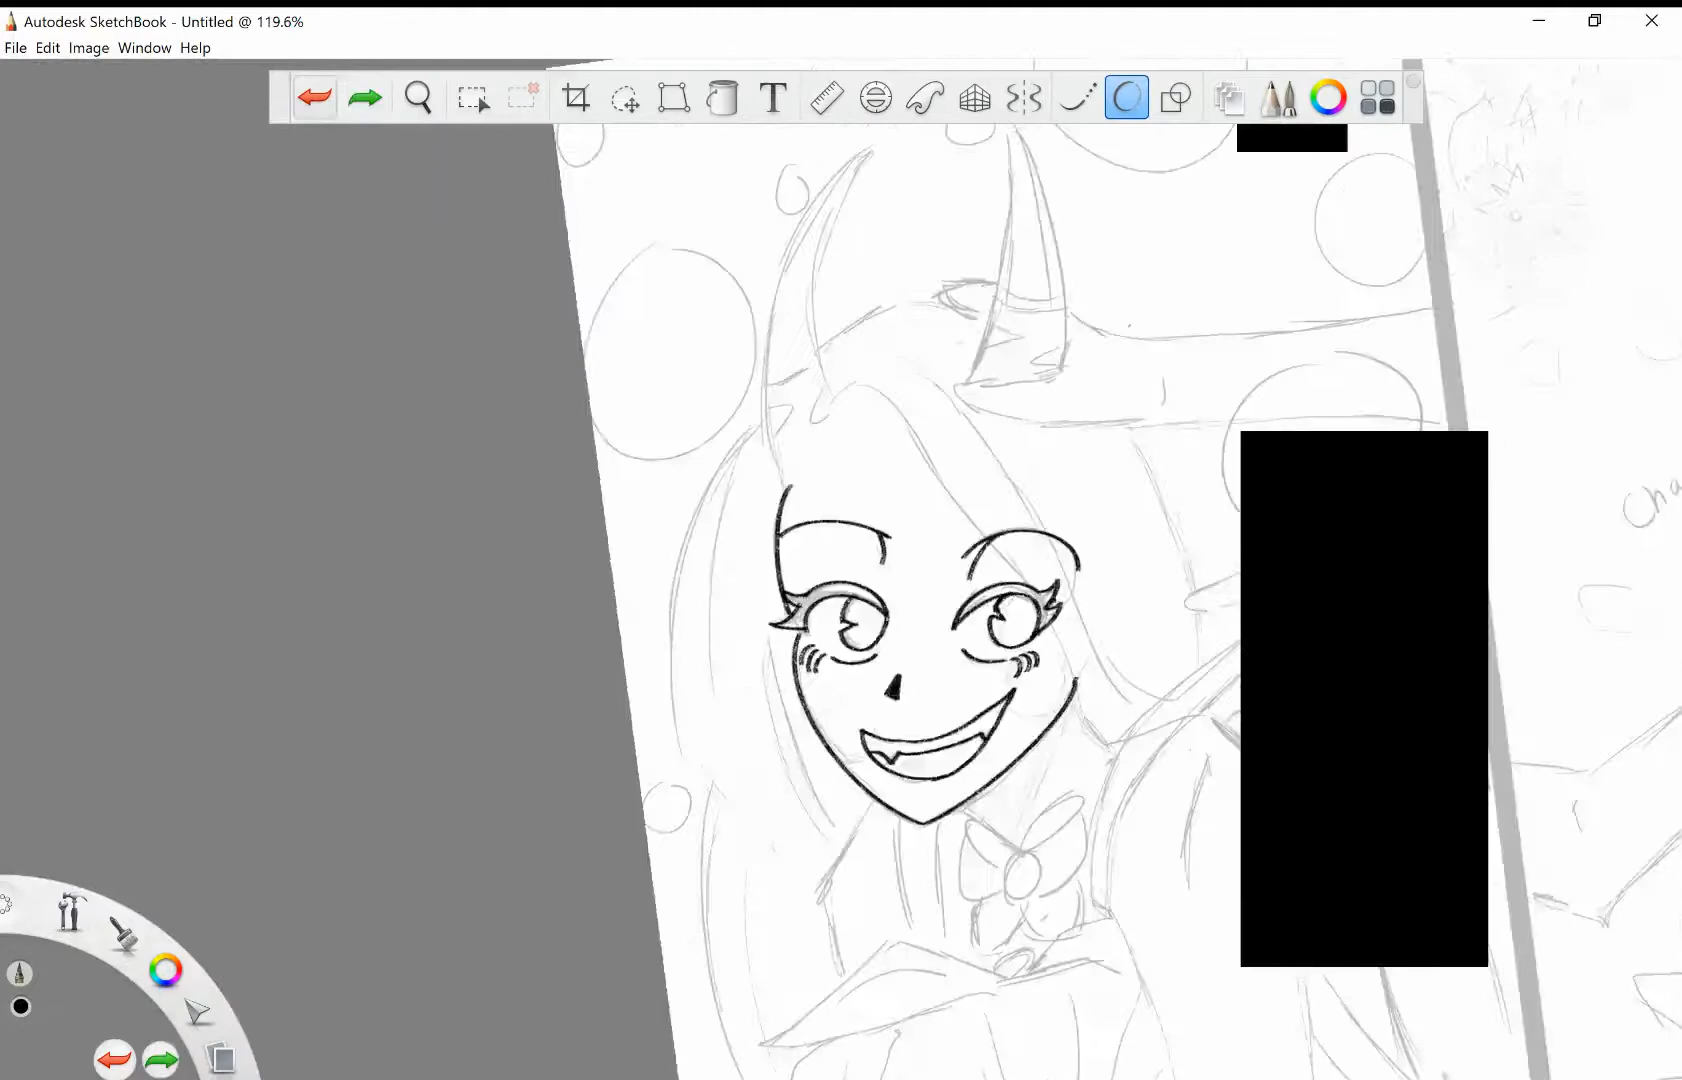 Autodesk SketchBook - Untitled @ 119.6%
File Edit Image Window Help
T